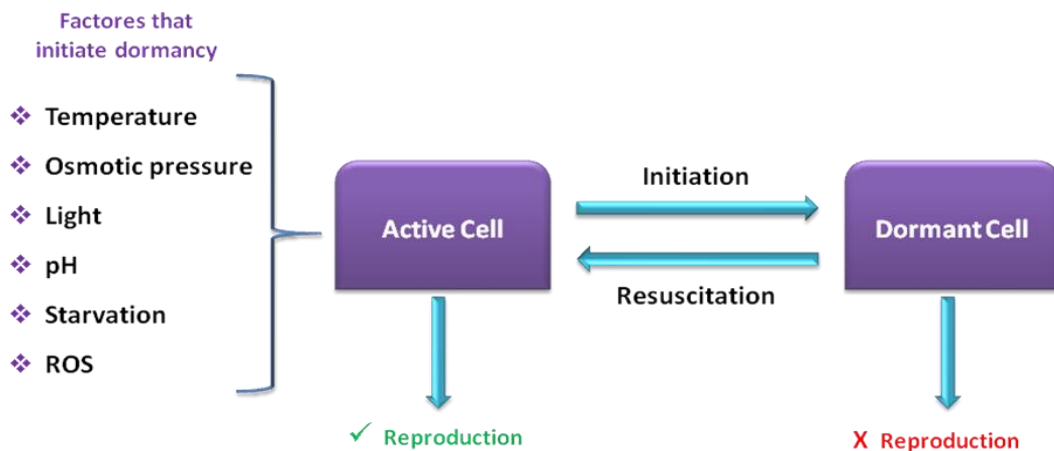 Factores that
initiate dormancy
Temperature
Osmotic pressure
Light
pH
Starvation
ROS
Active Cell
Initiation
Resuscitation
Dormant Cell
✓ Reproduction
X Reproduction